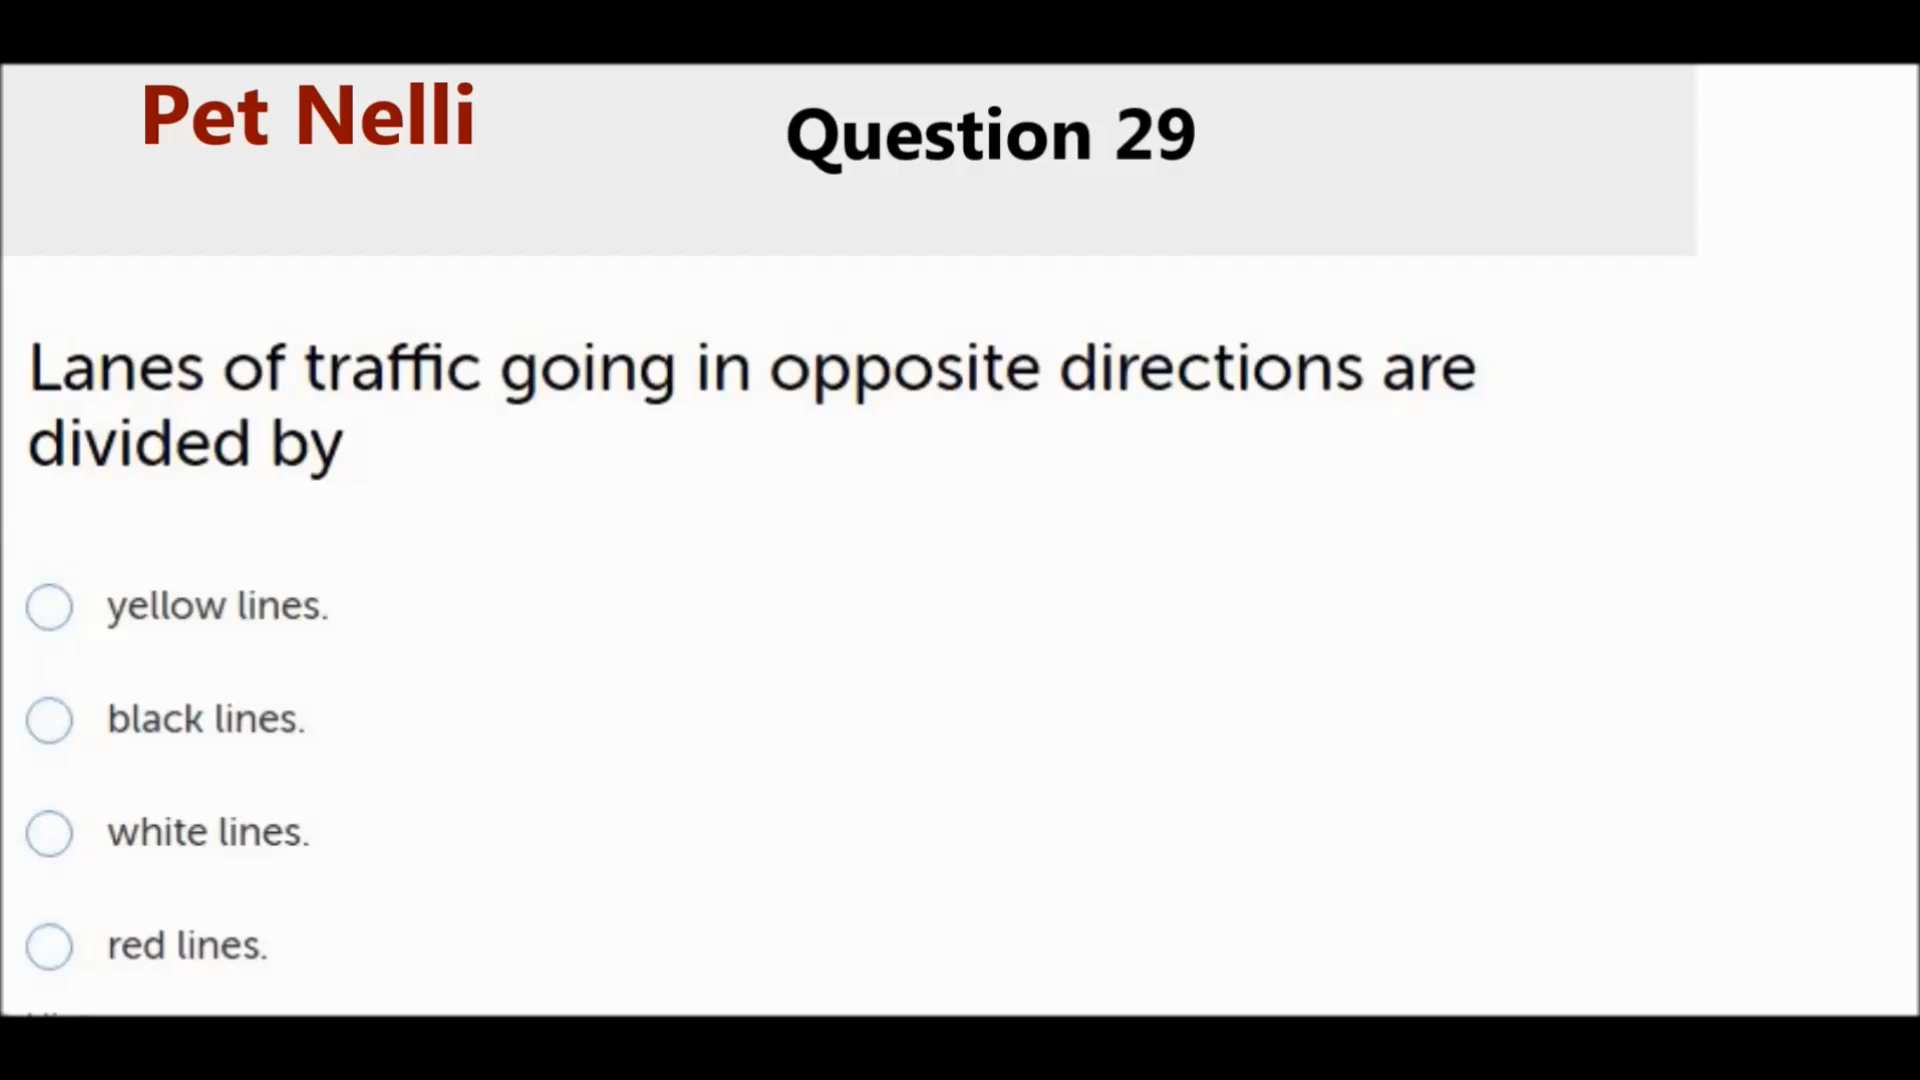 Pet Nelli
Question 29
Lanes of traffic going in opposite directions are
divided by
yellow lines.
black lines.
white lines.
red lines.